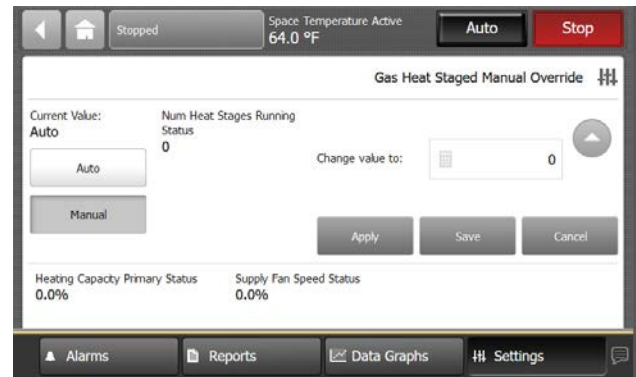 Stopped
Space Temperature Active
64.0 °F
Auto
Stop
Gas Heat Staged Manual Override
Current Value:
Auto
Num Heat Stages Running
Status
0
Auto
Manual
Change value to:
0
Apply
Save
Cancel
Heating Capacity Primary Status
0.0%
Supply Fan Speed Status
0.0%
Alarms
Reports
Data Graphs
Settings